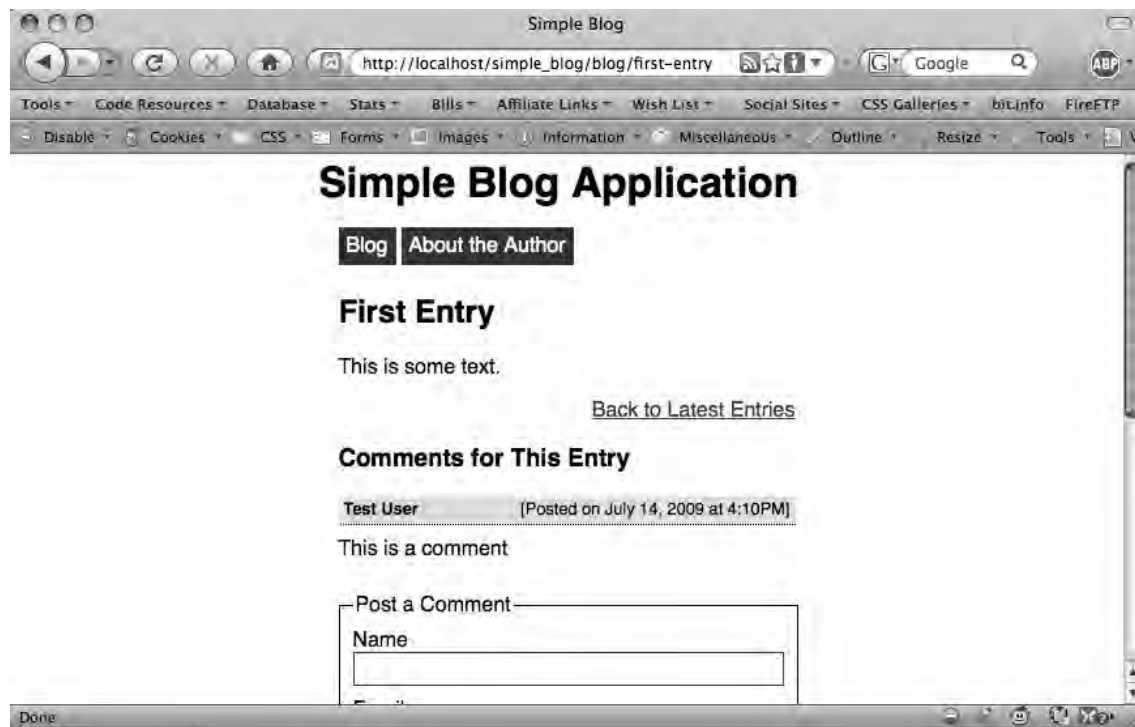 Simple Blog
http://localhost/simple_blog/blog/first-entry Google ABP
Tools Code Resources Database Stats Bills Affiliate Links Wish List Social Sites CSS Galleries bit.info FireFTP
Disable Cookies CSS Forms Images Information Miscellaneous Outline Resize Tools
Simple Blog Application
Blog About the Author
First Entry
This is some text.
Back to Latest Entries
Comments for This Entry
Test User [Posted on July 14, 2009 at 4:10PM]
This is a comment
Post a Comment
Name
Done